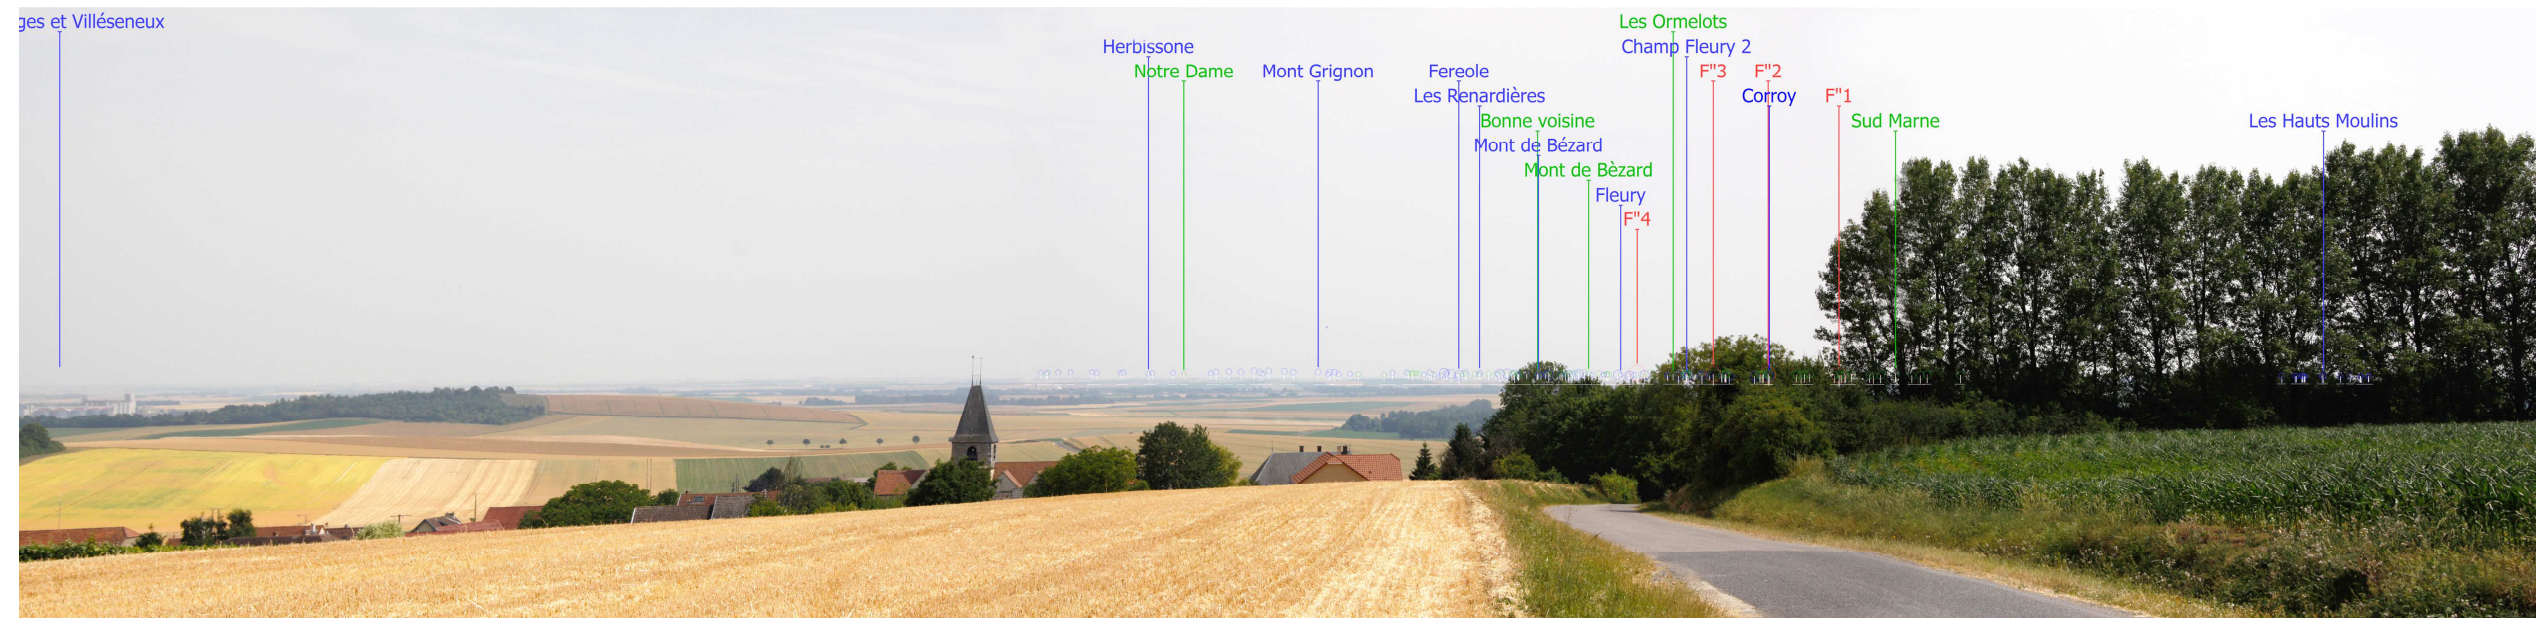 ges et Villéseneux
Les Ormelots
Herbissone
Champ Fleury 2
Notre Dame
Mont Grignon
Fereole
F"3
F"2
Les Renardières
Corroy
F"1
Bonne voisine
Sud Marne
Les Hauts Moulins
Mont de Bézard
Mont de Bèzard
Fleury
F"4